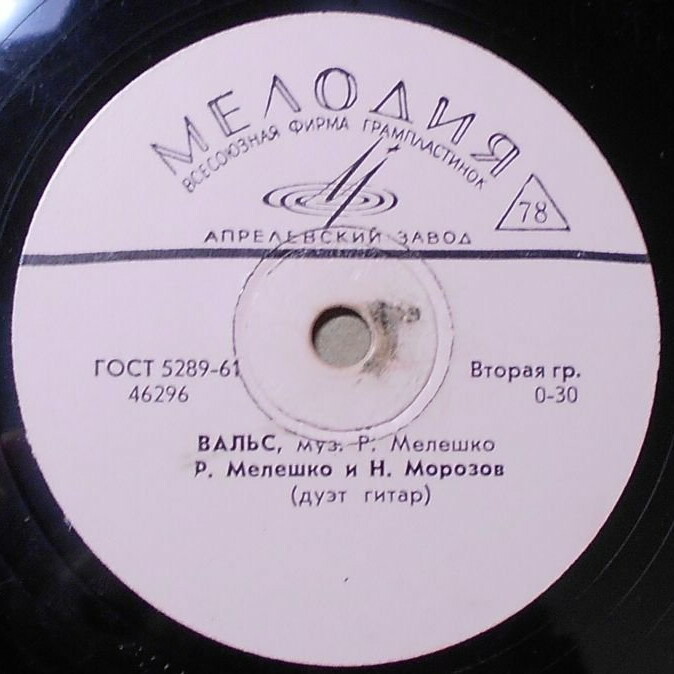 МЕЛОДИЯ
ВСЕСОЮЗНАЯ ФИРМА ГРАМПЛАСТИНОК
78
АПРЕЛЕВСКИЙ ЗАВОД
ГОСТ 5289-61
46296
Вторая гр.
0-30
ВАЛЬС, муз. Р. Мелешко
Р. Мелешко и Н. Морозов
(дуэт гитар)